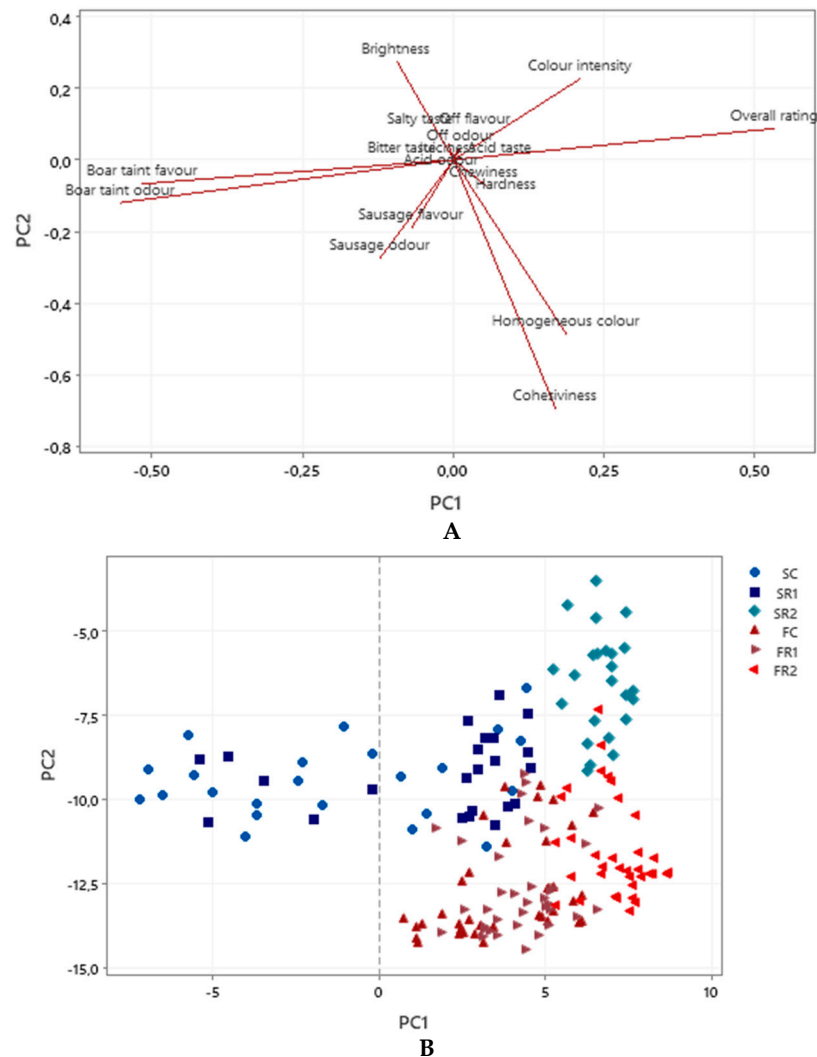 0,4
Brightness
Colour intensity
0,2
Salty taste
Off flavour
Overall rating
Off odour
Bitter taste
Juiciness
Acid taste
0,0
Acid odour
Boar taint favour
Chewiness
Boar taint odour
Hardness
Sausage flavour
-0,2
Sausage odour
PC2
-0,4
Homogeneous colour
-0,6
Cohesiviness
-0,8
-0,50
0,00
0,25
0,50
PC1
A
SC
SR1
SR2
FC
FR1
FR2
-5,0
-7,5
PC2
-10,0
-12,5
-15,0
-5
0
5
10
PC1
B